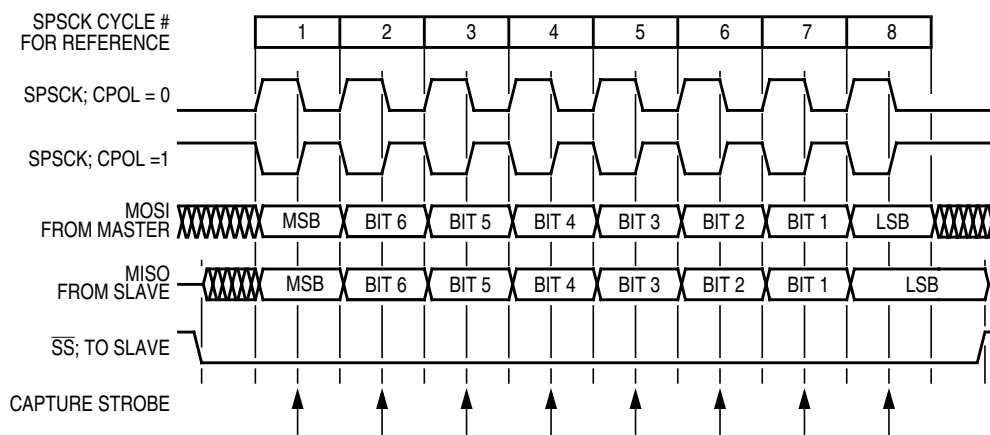 SPSCK CYCLE #
FOR REFERENCE
1 2 3 4 5 6 7 8
SPSCK; CPOL = 0
SPSCK; CPOL =1
MOSI
FROM MASTER
MSB BIT 6 BIT 5 BIT 4 BIT 3 BIT 2 BIT 1 LSB
MISO
FROM SLAVE
MSB BIT 6 BIT 5 BIT 4 BIT 3 BIT 2 BIT 1 LSB
SS; TO SLAVE
CAPTURE STROBE